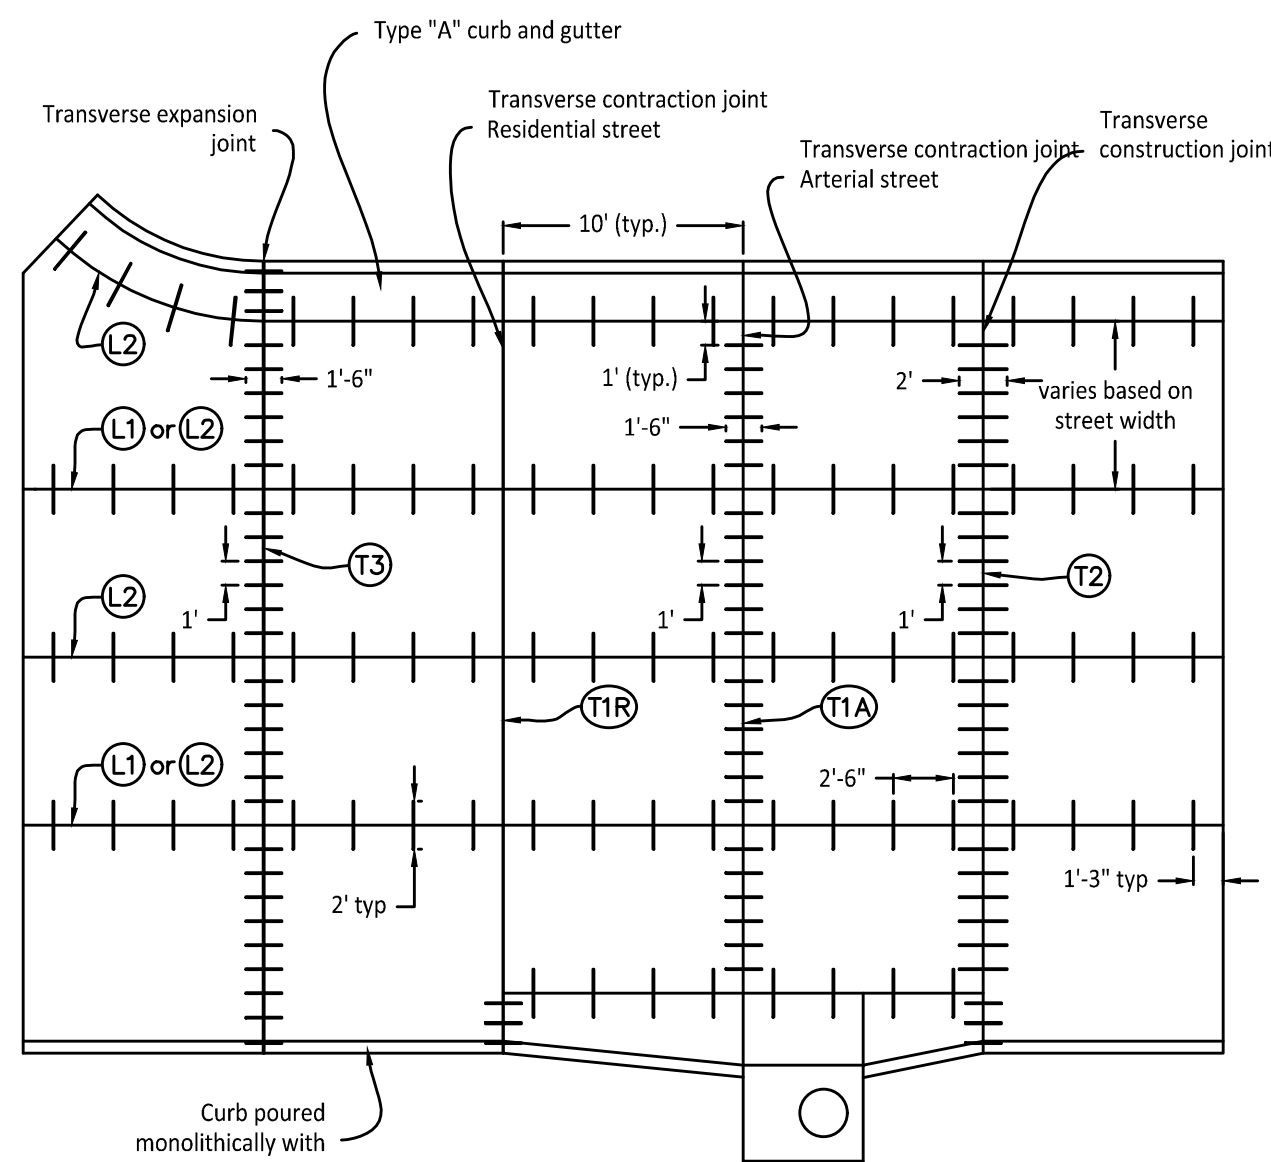 Type "A" curb and gutter
Transverse expansion
joint
Transverse contraction joint
Residential street
Transverse contraction joint
Arterial street
Transverse
construction joint
10' (typ.)
L2
1'-6"
1' (typ.)
2'
varies based on
street width
L1 or L2
1'-6"
T3
T2
L2
1'
1'
1'
T1R
T1A
L1 or L2
2'-6"
2' typ
1'-3" typ
Curb poured
monolithically with